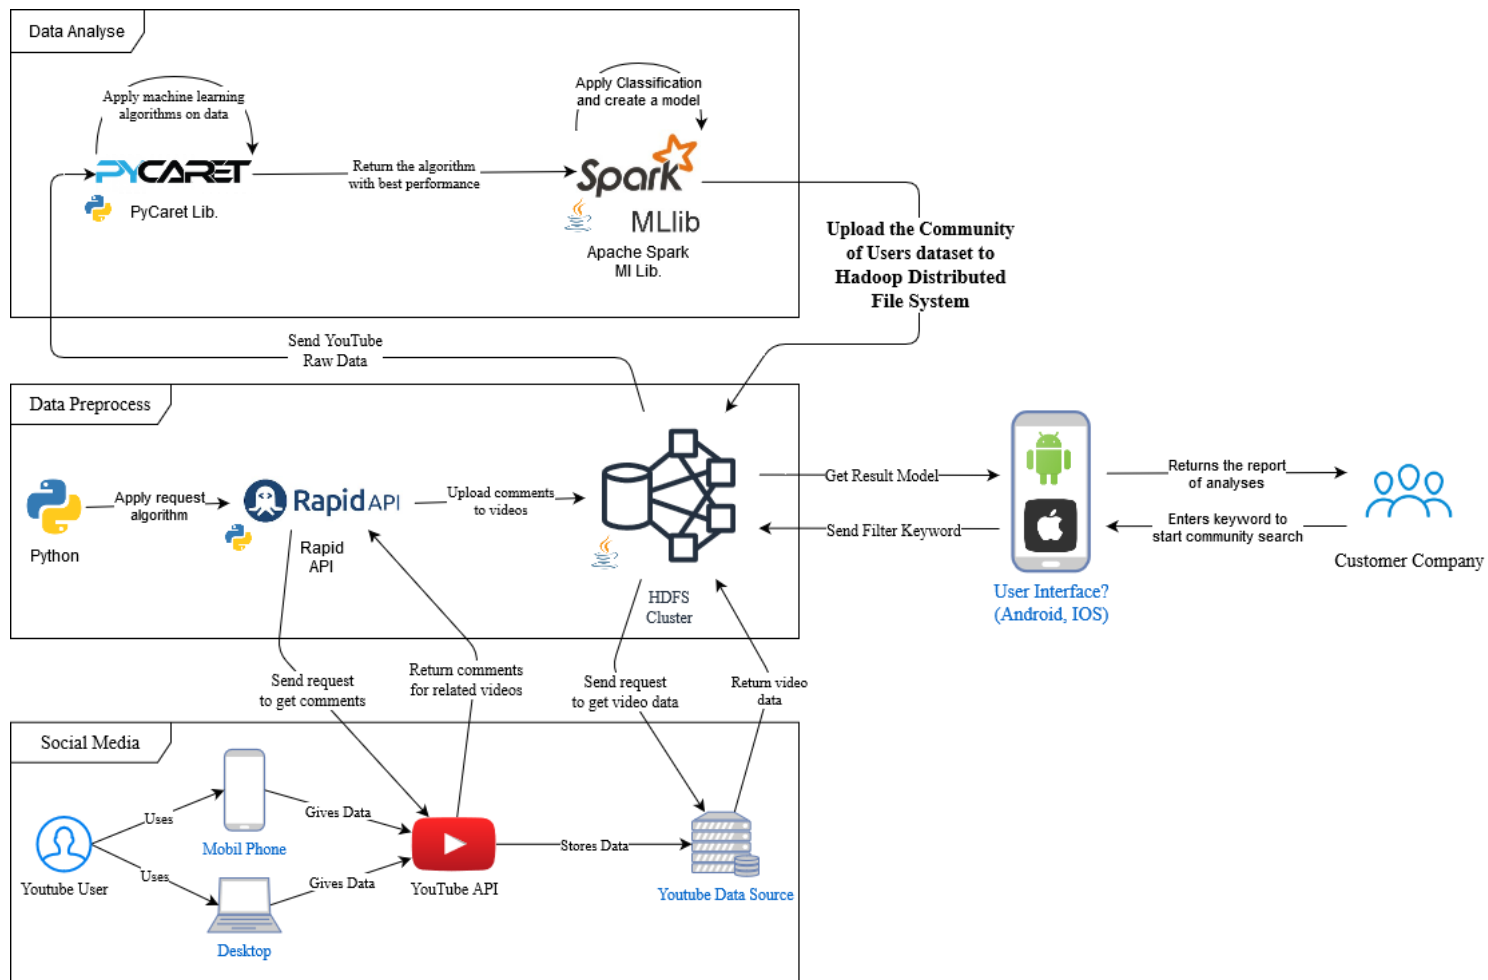 Data Analyse
Apply machine learning
algorithms on data
Apply Classification
and create a model
PYCARET
PyCaret Lib.
Return the algorithm
with best performance
Spark
MLlib
Apache Spark
Ml Lib.
Upload the Community
of Users dataset to
Hadoop Distributed
File System
Send YouTube
Raw Data
Data Preprocess
Python
Apply request
algorithm
RapidAPI
Rapid
API
Upload comments
to videos
HDFS
Cluster
Get Result Model
Send Filter Keyword
User Interface?
(Android, IOS)
Returns the report
of analyses
Enters keyword to
start community search
Customer Company
Send request
to get comments
Return comments
for related videos
Send request
to get video data
Return video
data
Social Media
Youtube User
Uses
Uses
Mobil Phone
Desktop
Gives Data
Gives Data
YouTube API
Stores Data
Youtube Data Source